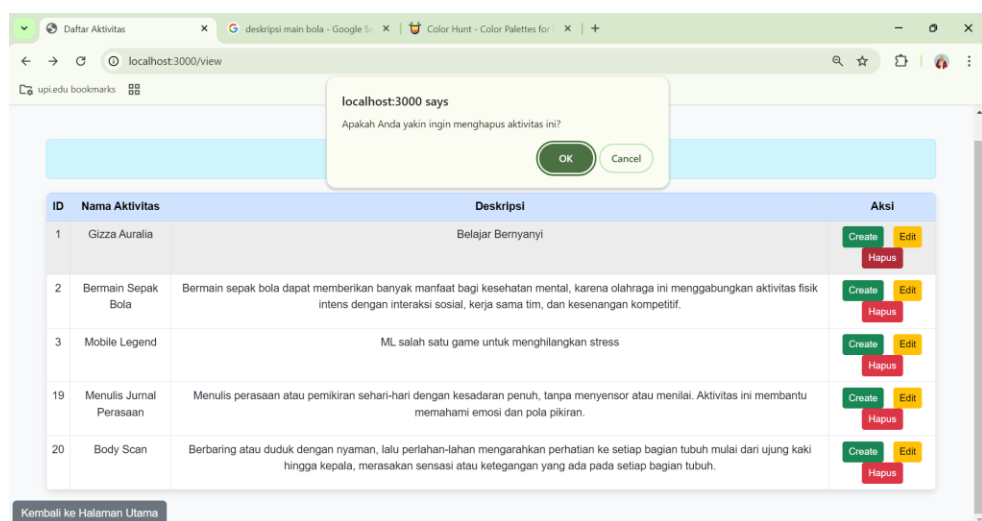 Daftar Aktivitas
deskripsi main bola - Google Se
Color Hunt - Color Palettes for
localhost:3000/view
upi.edu bookmarks
localhost:3000 says
Apakah Anda yakin ingin menghapus aktivitas ini?
OK Cancel
ID Nama Aktivitas Deskripsi Aksi
1 Gizza Auralia Belajar Bernyanyi Create Edit
Hapus
2 Bermain Sepak Bermain sepak bola dapat memberikan banyak manfaat bagi kesehatan mental, karena olahraga ini menggabungkan aktivitas fisik Create Edit
Bola intens dengan interaksi sosial, kerja sama tim, dan kesenangan kompetitif. Hapus
3 Mobile Legend ML salah satu game untuk menghilangkan stress Create Edit
Hapus
19 Menulis Jurnal Menulis perasaan atau pemikiran sehari-hari dengan kesadaran penuh, tanpa menyensor atau menilai. Aktivitas ini membantu Create Edit
Perasaan memahami emosi dan pola pikiran. Hapus
20 Body Scan Berbaring atau duduk dengan nyaman, lalu perlahan-lahan mengarahkan perhatian ke setiap bagian tubuh mulai dari ujung kaki Create Edit
hingga kepala, merasakan sensasi atau ketegangan yang ada pada setiap bagian tubuh. Hapus
Kembali ke Halaman Utama